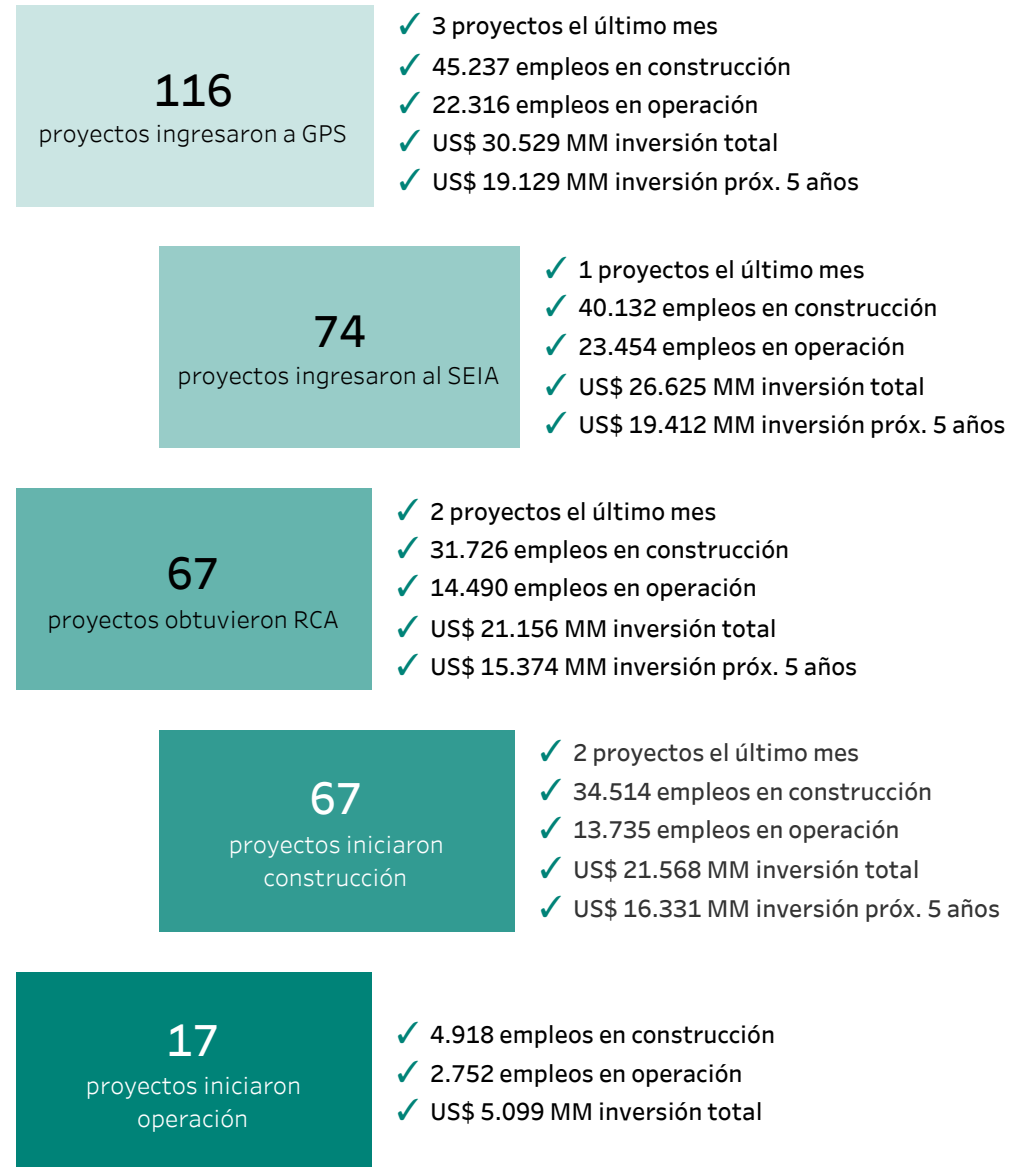 116
proyectos ingresaron a GPS
✓ 3 proyectos el último mes
✓ 45.237 empleos en construcción
✓ 22.316 empleos en operación
✓ US$ 30.529 MM inversión total
✓ US$ 19.129 MM inversión próx. 5 años
74
proyectos ingresaron al SEIA
✓ 1 proyectos el último mes
✓ 40.132 empleos en construcción
✓ 23.454 empleos en operación
✓ US$ 26.625 MM inversión total
✓ US$ 19.412 MM inversión próx. 5 años
67
proyectos obtuvieron RCA
✓ 2 proyectos el último mes
✓ 31.726 empleos en construcción
✓ 14.490 empleos en operación
✓ US$ 21.156 MM inversión total
✓ US$ 15.374 MM inversión próx. 5 años
67
proyectos iniciaron
construcción
✓ 2 proyectos el último mes
✓ 34.514 empleos en construcción
✓ 13.735 empleos en operación
✓ US$ 21.568 MM inversión total
✓ US$ 16.331 MM inversión próx. 5 años
17
proyectos iniciaron
operación
✓ 4.918 empleos en construcción
✓ 2.752 empleos en operación
✓ US$ 5.099 MM inversión total